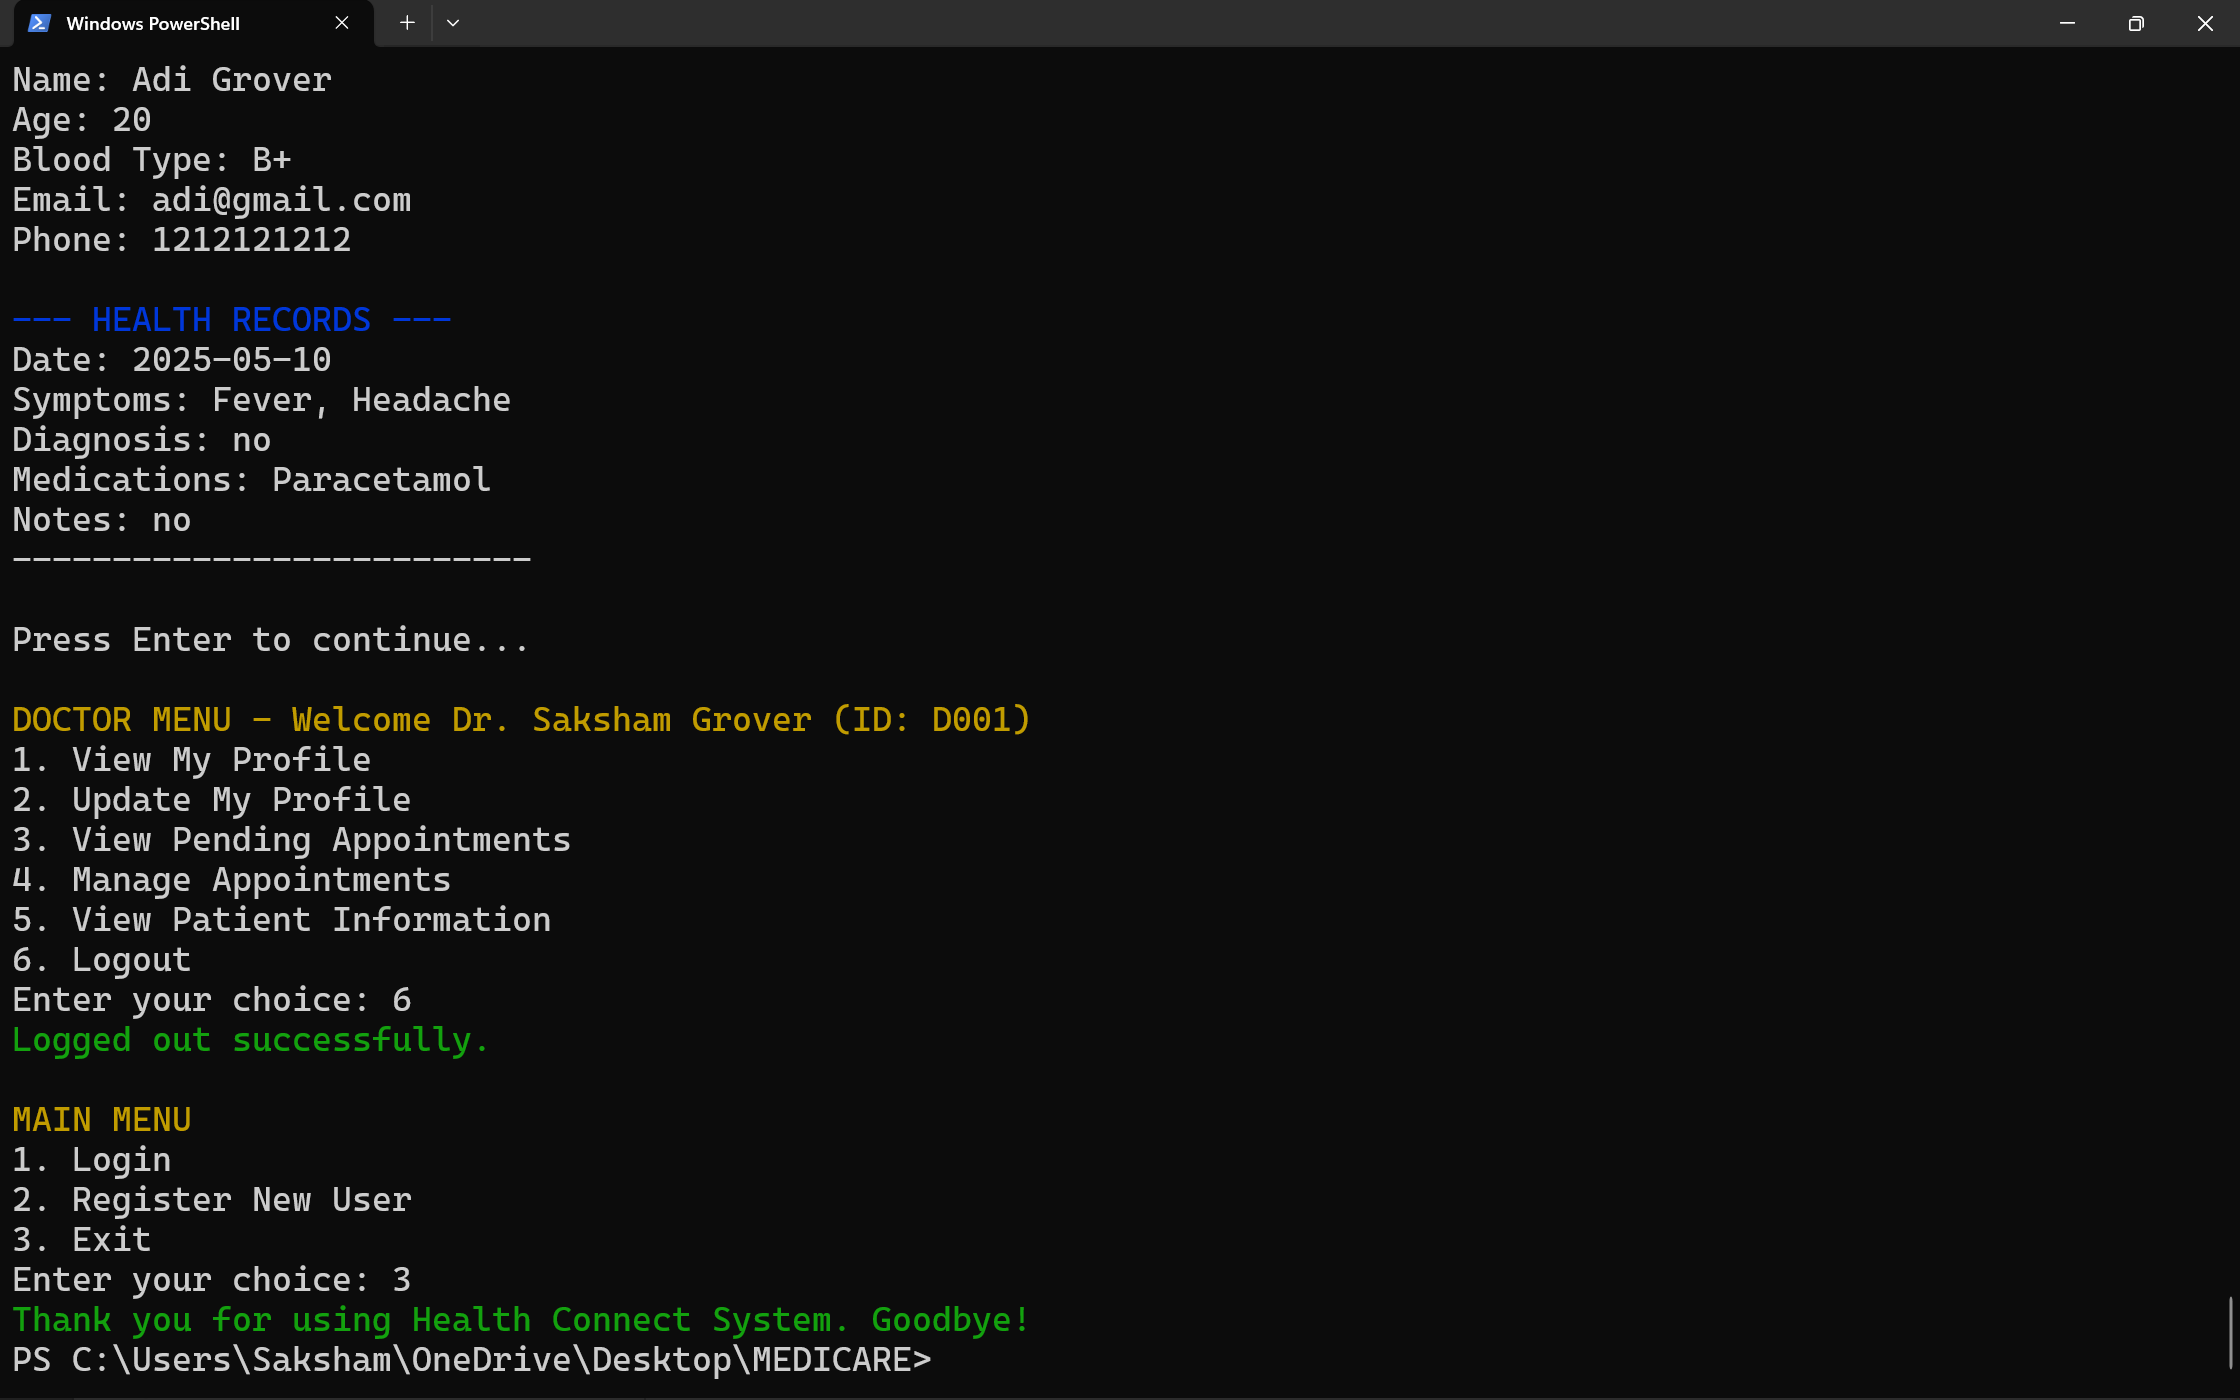 Windows PowerShell
Name: Adi Grover
Age: 20
Blood Type: B+
Email: adi@gmail.com
Phone: 1212121212
--- HEALTH RECORDS ---
Date: 2025-05-10
Symptoms: Fever, Headache
Diagnosis: no
Medications: Paracetamol
Notes: no
--------------------------
Press Enter to continue...
DOCTOR MENU - Welcome Dr. Saksham Grover (ID: D001)
1. View My Profile
2. Update My Profile
3. View Pending Appointments
4. Manage Appointments
5. View Patient Information
6. Logout
Enter your choice: 6
Logged out successfully.
MAIN MENU
1. Login
2. Register New User
3. Exit
Enter your choice: 3
Thank you for using Health Connect System. Goodbye!
PS C:\Users\Saksham\OneDrive\Desktop\MEDICARE>